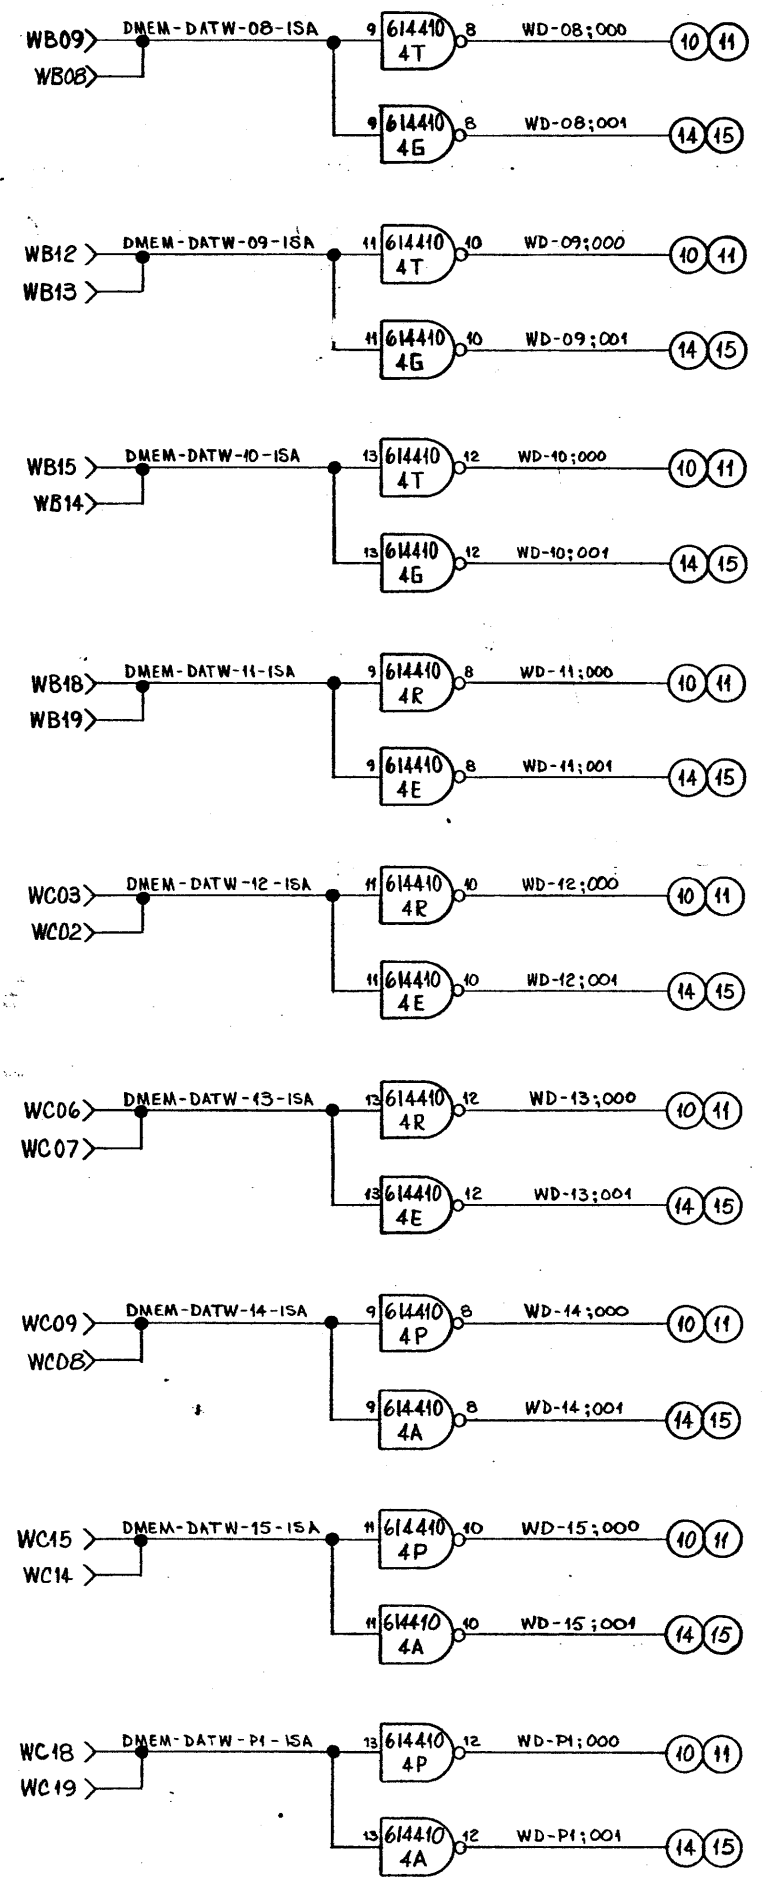 WB09 DMEM-DATW-08-ISA 9 614410 8 WD-08;000 10 11
WB08 4T
9 614410 8 WD-08;001 14 15
4G
WB12 DMEM-DATW-09-ISA 11 614410 10 WD-09;000 10 11
WB13 4T
11 614410 10 WD-09;001 14 15
4G
WB15 DMEM-DATW-10-ISA 13 614410 12 WD-10;000 10 11
WB14 4T
13 614410 12 WD-10;001 14 15
4G
WB18 DMEM-DATW-11-ISA 9 614410 8 WD-11;000 10 11
WB19 4R
9 614410 8 WD-11;001 14 15
4E
WC03 DMEM-DATW-12-ISA 11 614410 10 WD-12;000 10 11
WC02 4R
11 614410 10 WD-12;001 14 15
4E
WC06 DMEM-DATW-13-ISA 13 614410 12 WD-13;000 10 11
WC07 4R
13 614410 12 WD-13;001 14 15
4E
WC09 DMEM-DATW-14-ISA 9 614410 8 WD-14;000 10 11
WC08 4P
9 614410 8 WD-14;001 14 15
4A
WC15 DMEM-DATW-15-ISA 11 614410 10 WD-15;000 10 11
WC14 4P
11 614410 10 WD-15;001 14 15
4A
WC18 DMEM-DATW-P1-ISA 13 614410 12 WD-P1;000 10 11
WC19 4P
13 614410 12 WD-P1;001 14 15
4A